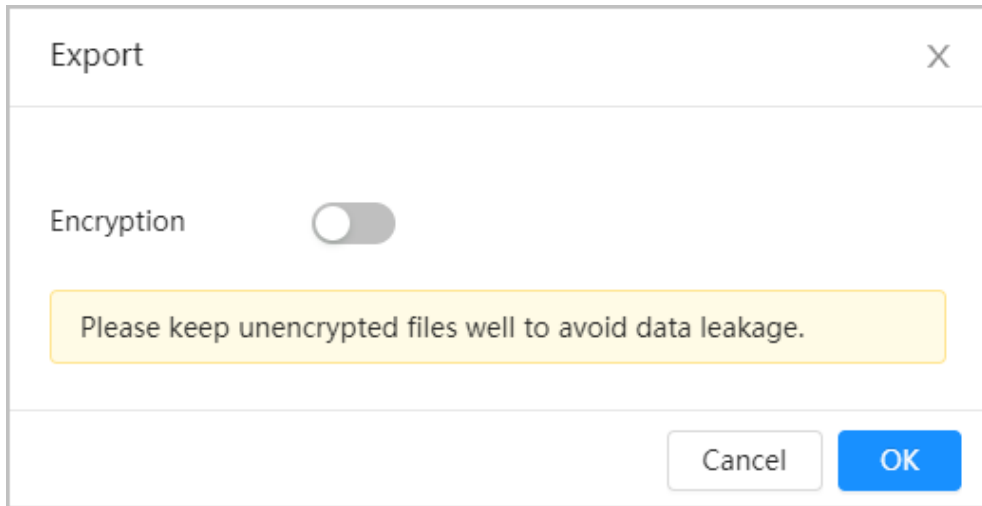 Export
Encryption
Please keep unencrypted files well to avoid data leakage.
Cancel OK